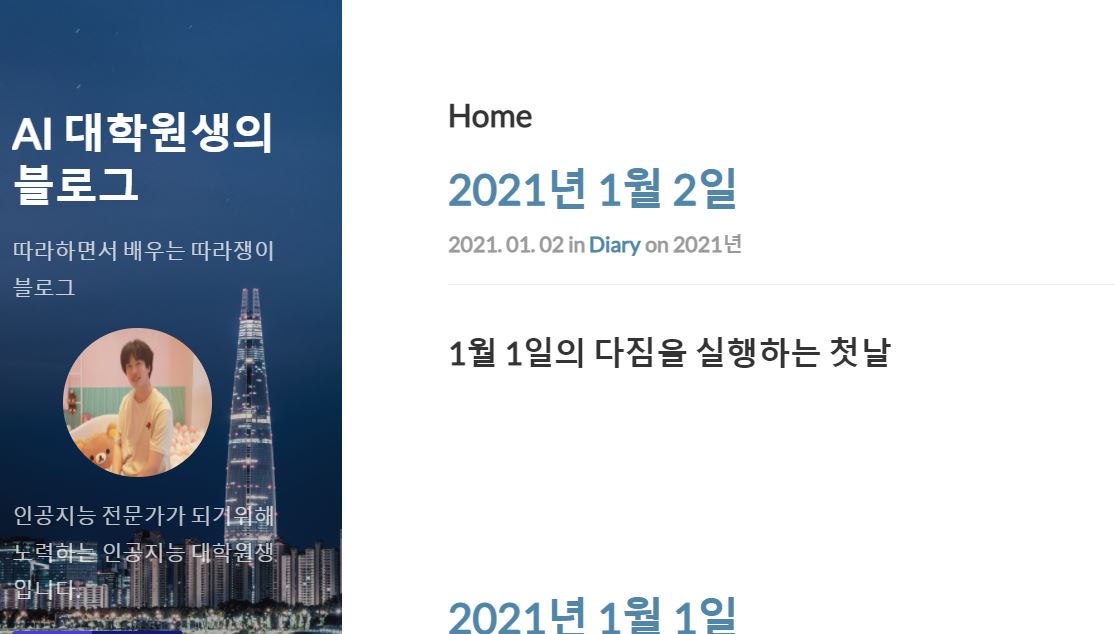 AI 대학원생의
블로그
따라하면서 배우는 따라쟁이
블로그
인공지능 전문가가 되기위해
노력하는 인공지능 대학원생
입니다.
Home
2021년 1월 2일
2021. 01. 02 in Diary on 2021년
1월 1일의 다짐을 실행하는 첫날
2021년 1월 1일